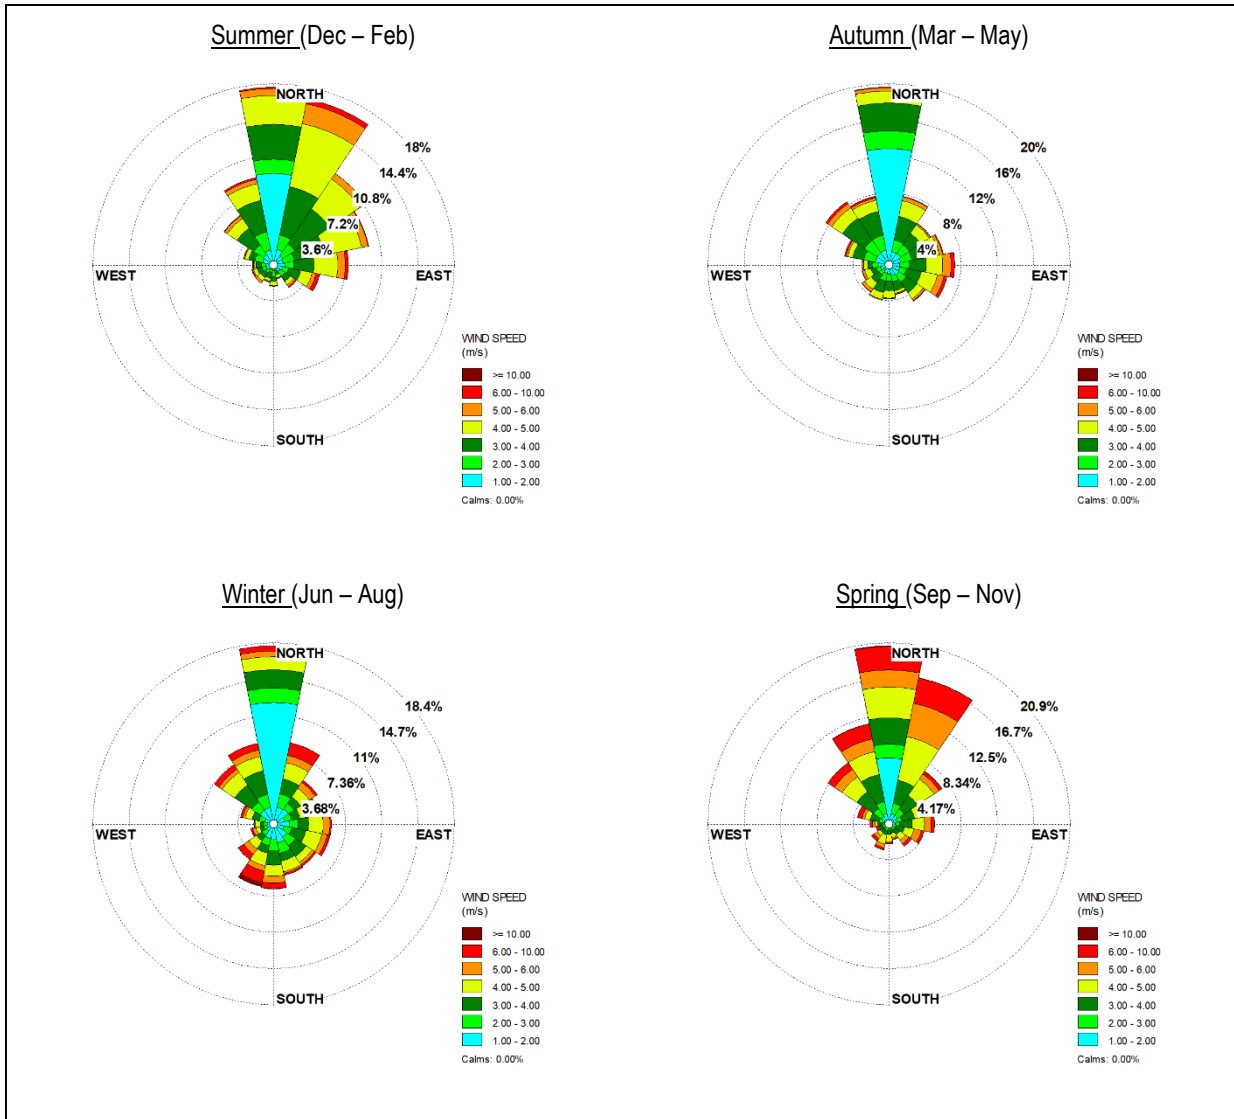 Summer (Dec – Feb)
NORTH
18%
14.4%
10.8%
7.2%
3.6%
WEST
EAST
SOUTH
WIND SPEED
(m/s)
>= 10.00
6.00 - 10.00
5.00 - 6.00
4.00 - 5.00
3.00 - 4.00
2.00 - 3.00
1.00 - 2.00
Calms: 0.00%
Autumn (Mar – May)
NORTH
20%
16%
12%
8%
4%
WEST
EAST
SOUTH
WIND SPEED
(m/s)
>= 10.00
6.00 - 10.00
5.00 - 6.00
4.00 - 5.00
3.00 - 4.00
2.00 - 3.00
1.00 - 2.00
Calms: 0.00%
Winter (Jun – Aug)
NORTH
18.4%
14.7%
11%
7.36%
3.68%
WEST
EAST
SOUTH
WIND SPEED
(m/s)
>= 10.00
6.00 - 10.00
5.00 - 6.00
4.00 - 5.00
3.00 - 4.00
2.00 - 3.00
1.00 - 2.00
Calms: 0.00%
Spring (Sep – Nov)
NORTH
20.9%
16.7%
12.5%
8.34%
4.17%
WEST
EAST
SOUTH
WIND SPEED
(m/s)
>= 10.00
6.00 - 10.00
5.00 - 6.00
4.00 - 5.00
3.00 - 4.00
2.00 - 3.00
1.00 - 2.00
Calms: 0.00%